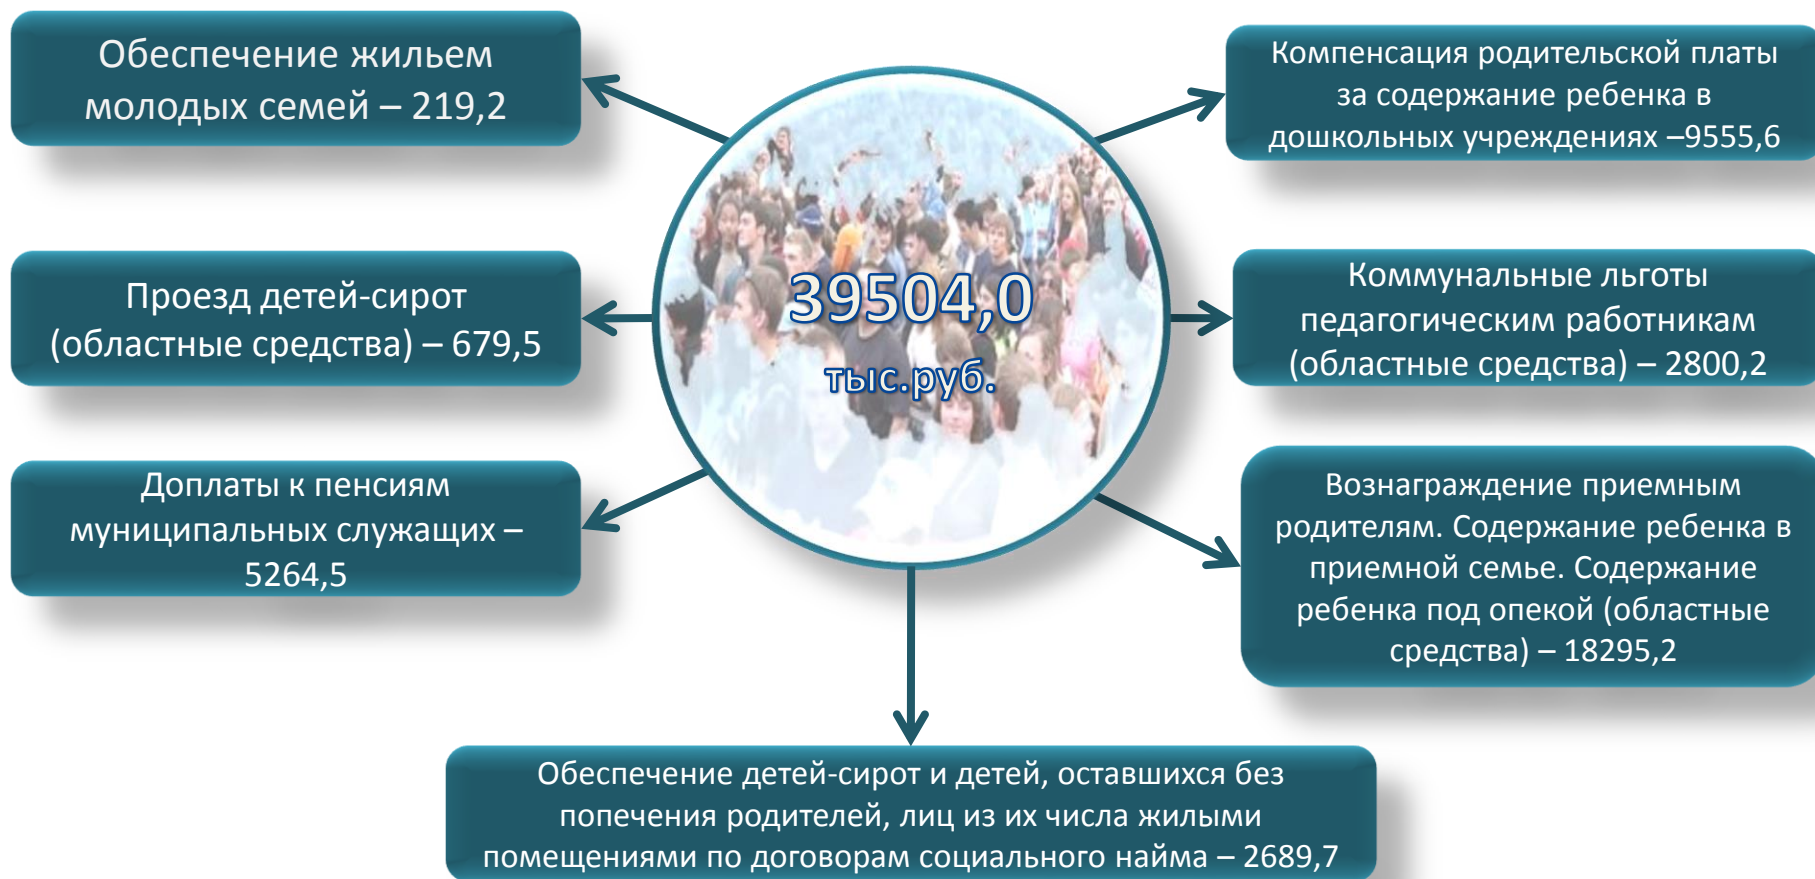 Обеспечение жильем
молодых семей – 219,2
Проезд детей-сирот
(областные средства) – 679,5
Доплаты к пенсиям
муниципальных служащих –
5264,5
39504,0
тыс.руб.
Компенсация родительской платы
за содержание ребенка в
дошкольных учреждениях –9555,6
Коммунальные льготы
педагогическим работникам
(областные средства) – 2800,2
Вознаграждение приемным
родителям. Содержание ребенка в
приемной семье. Содержание
ребенка под опекой (областные
средства) – 18295,2
Обеспечение детей-сирот и детей, оставшихся без
попечения родителей, лиц из их числа жилыми
помещениями по договорам социального найма – 2689,7